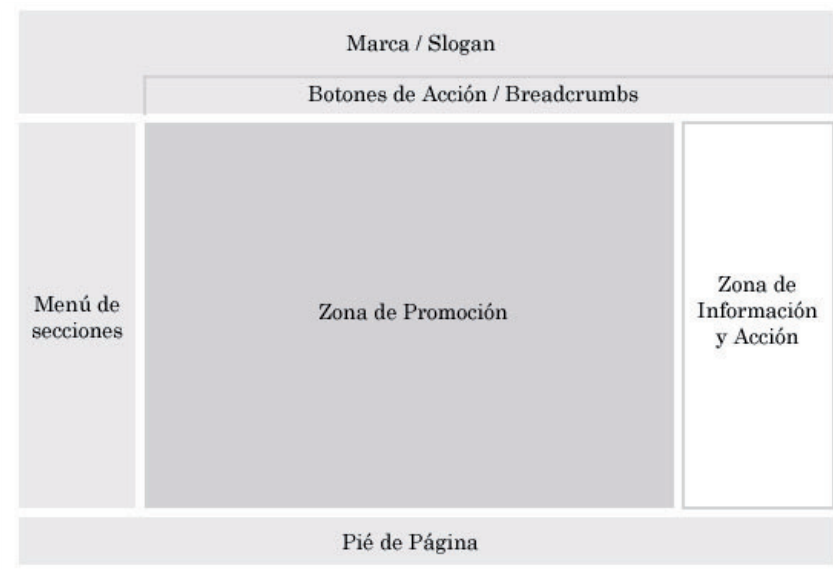 Marca / Slogan
Botones de Acción / Breadcrumbs
Menú de
secciones
Zona de Promoción
Zona de
Información
y Acción
Pié de Página